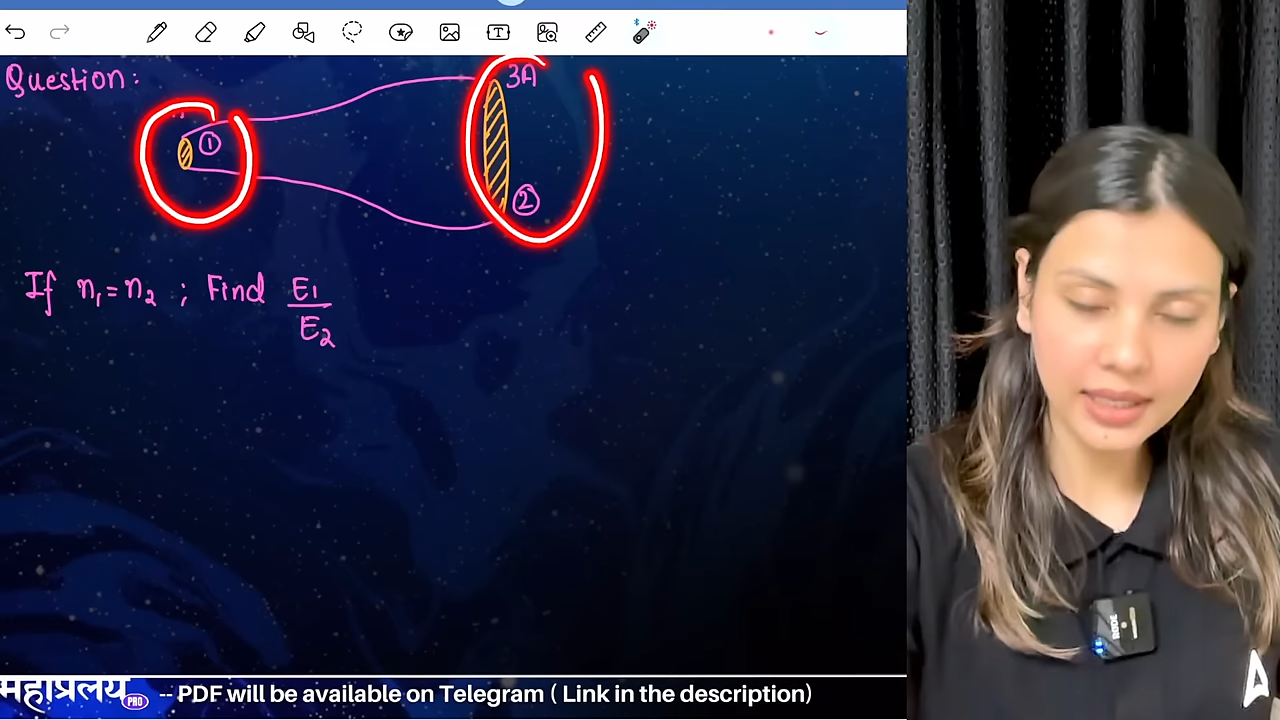 Question:
3A
①
②
If n₁ = n₂ ; Find E₁
E₂
महाप्रलय PRO -- PDF will be available on Telegram ( Link in the description)
RODE